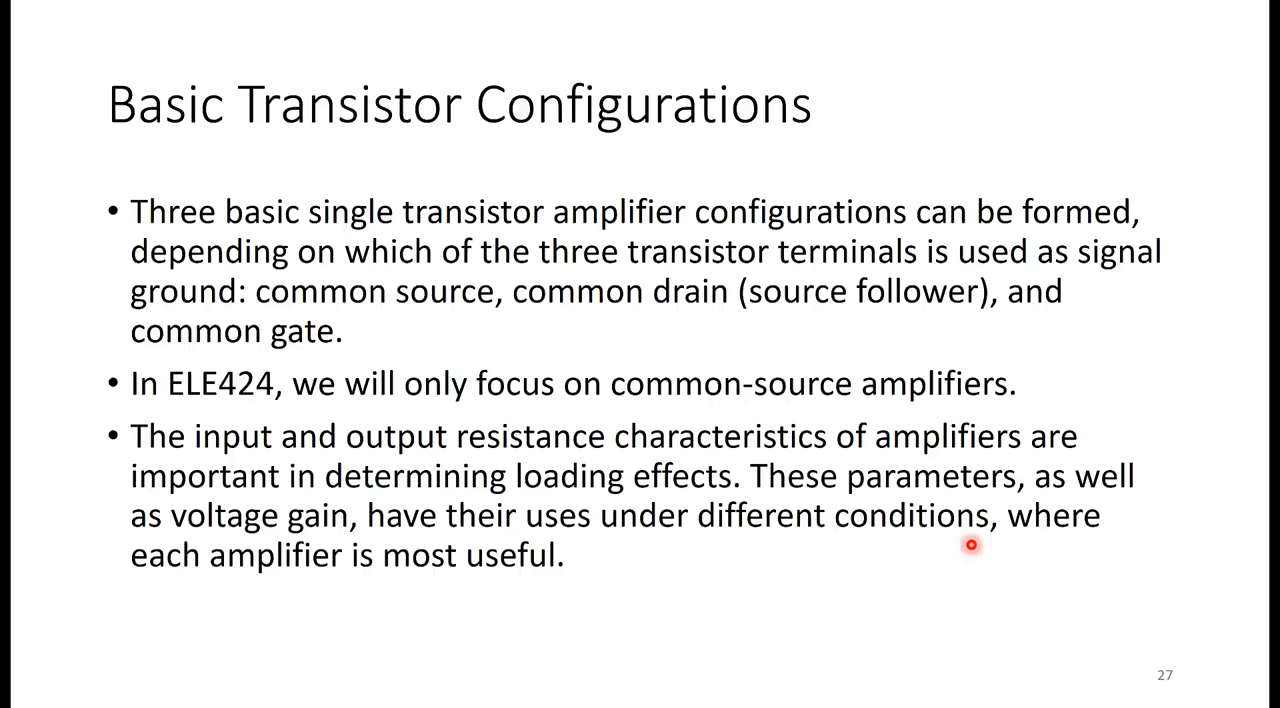 Basic Transistor Configurations
• Three basic single transistor amplifier configurations can be formed,
depending on which of the three transistor terminals is used as signal
ground: common source, common drain (source follower), and
common gate.
• In ELE424, we will only focus on common-source amplifiers.
• The input and output resistance characteristics of amplifiers are
important in determining loading effects. These parameters, as well
as voltage gain, have their uses under different conditions, where
each amplifier is most useful.
27